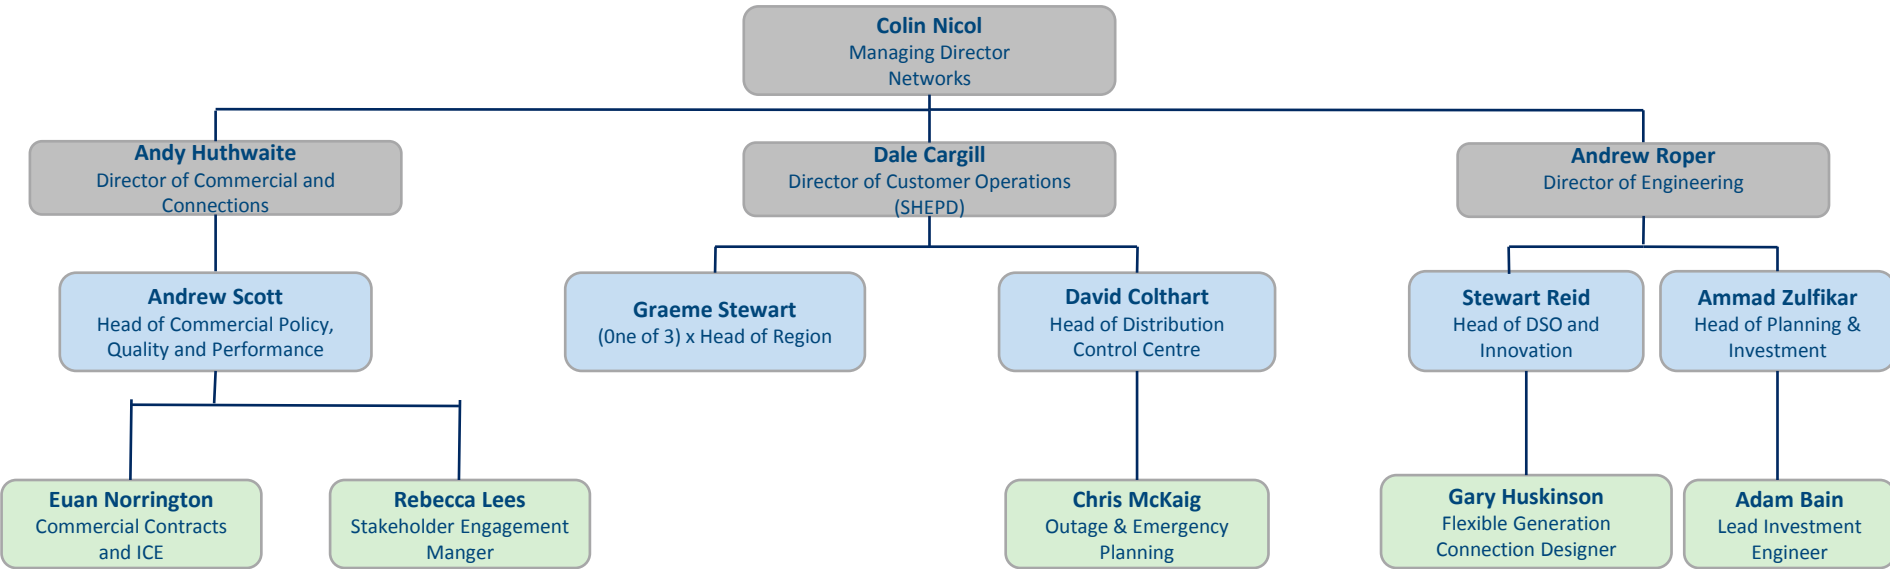 Colin Nicol
Managing Director
Networks
Andy Huthwaite
Director of Commercial and
Connections
Dale Cargill
Director of Customer Operations
(SHEPD)
Andrew Roper
Director of Engineering
Andrew Scott
Head of Commercial Policy,
Quality and Performance
Graeme Stewart
(0ne of 3) x Head of Region
David Colthart
Head of Distribution
Control Centre
Stewart Reid
Head of DSO and
Innovation
Ammad Zulfikar
Head of Planning &
Investment
Euan Norrington
Commercial Contracts
and ICE
Rebecca Lees
Stakeholder Engagement
Manger
Chris McKaig
Outage & Emergency
Planning
Gary Huskinson
Flexible Generation
Connection Designer
Adam Bain
Lead Investment
Engineer